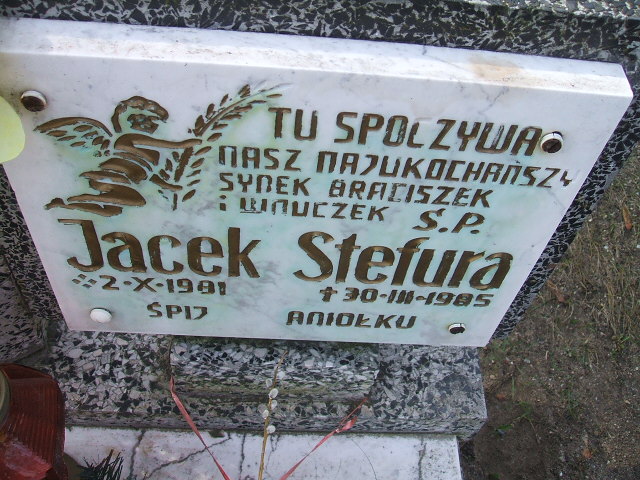 TU SPOCZYWA
NASZ NAJUKOCHAŃSZY
SYNEK BRACISZEK
i WNUCZEK Ś.P.
Jacek Stefura
2-X-1981 †30-III-1985
ŚPIJ ANIOŁKU